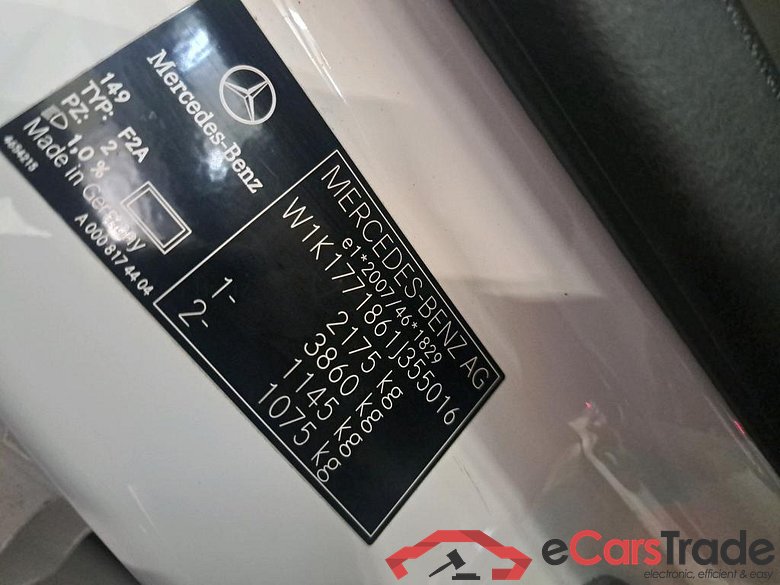 Mercedes-Benz
149
TYP: F2A
PZ: 2
1,0 %
Made in Germany
4654215
A 000 817 44 04
MERCEDES-BENZ AG
e1*2007/46*1829
W1K1771861J355016
2175 kg
3860 kg
1- 1145 kg
2- 1075 kg
eCarsTrade
electronic, efficient & easy